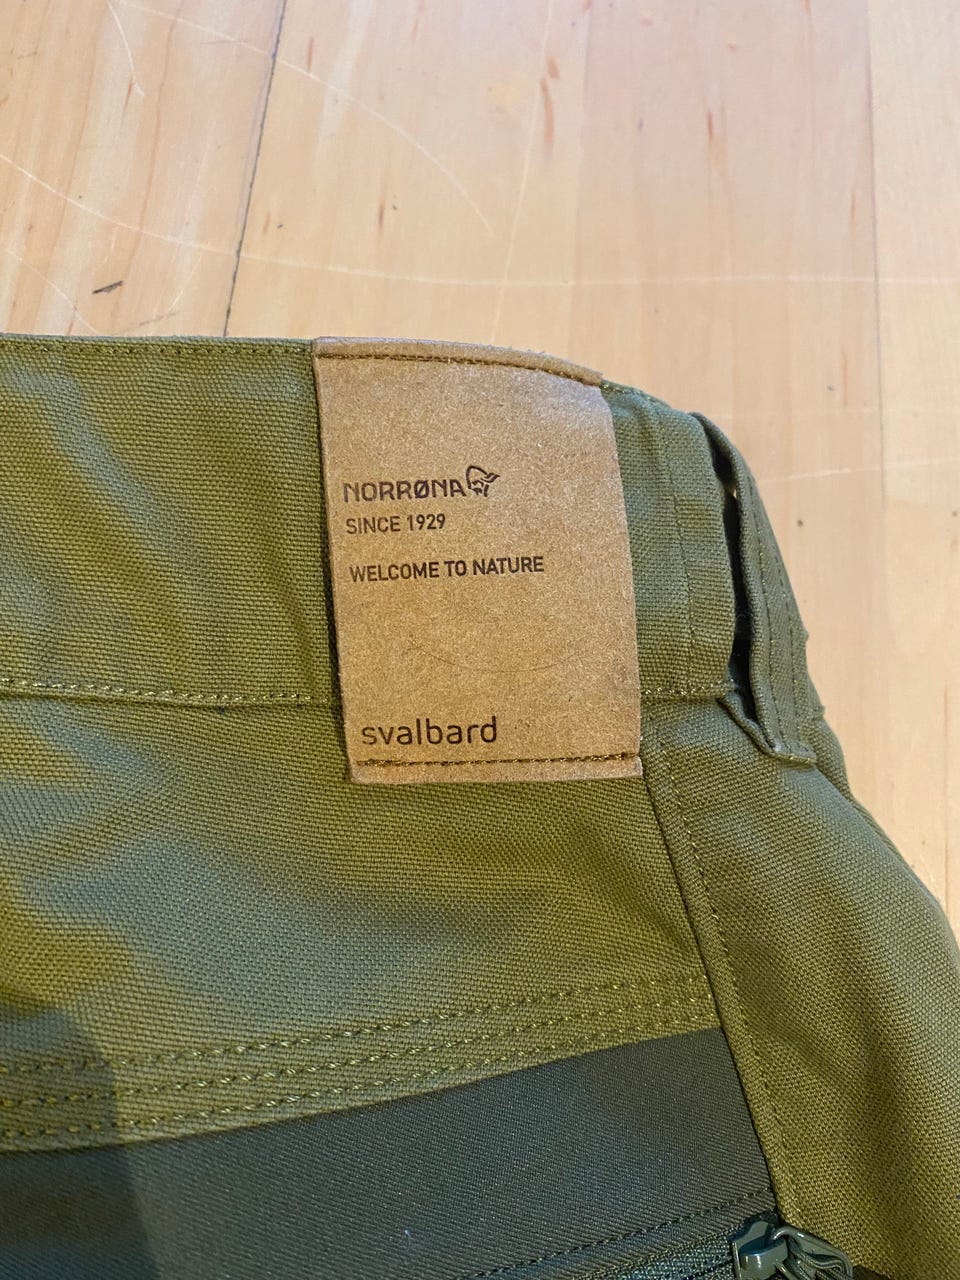 NORRØNA
SINCE 1929
WELCOME TO NATURE
svalbard